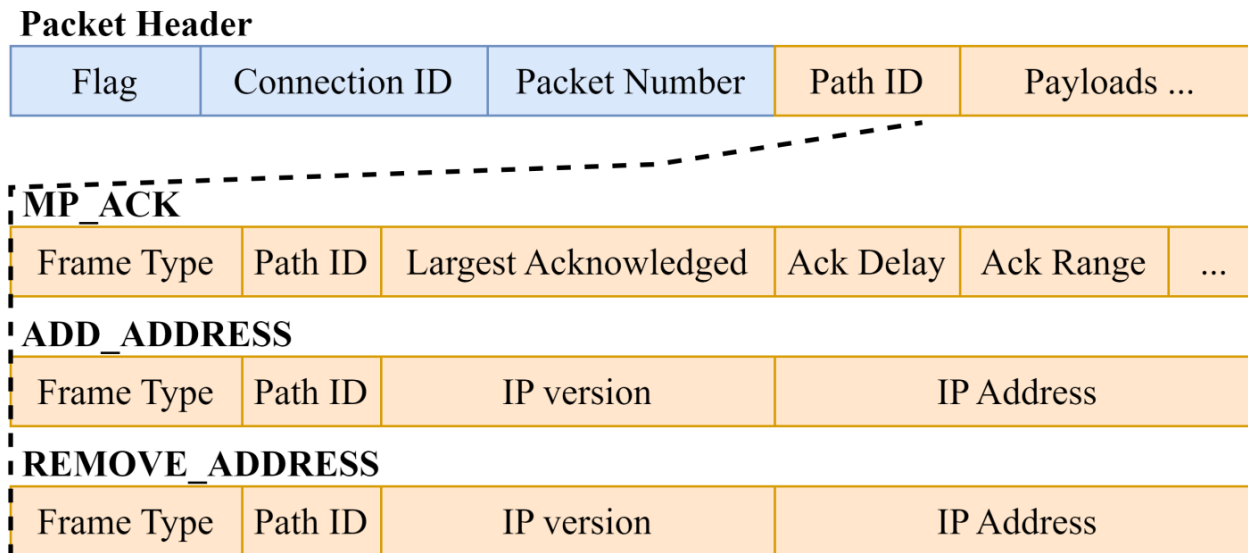 Packet Header
Flag Connection ID Packet Number Path ID Payloads ...
MP_ACK
Frame Type Path ID Largest Acknowledged Ack Delay Ack Range ...
ADD_ADDRESS
Frame Type Path ID IP version IP Address
REMOVE_ADDRESS
Frame Type Path ID IP version IP Address